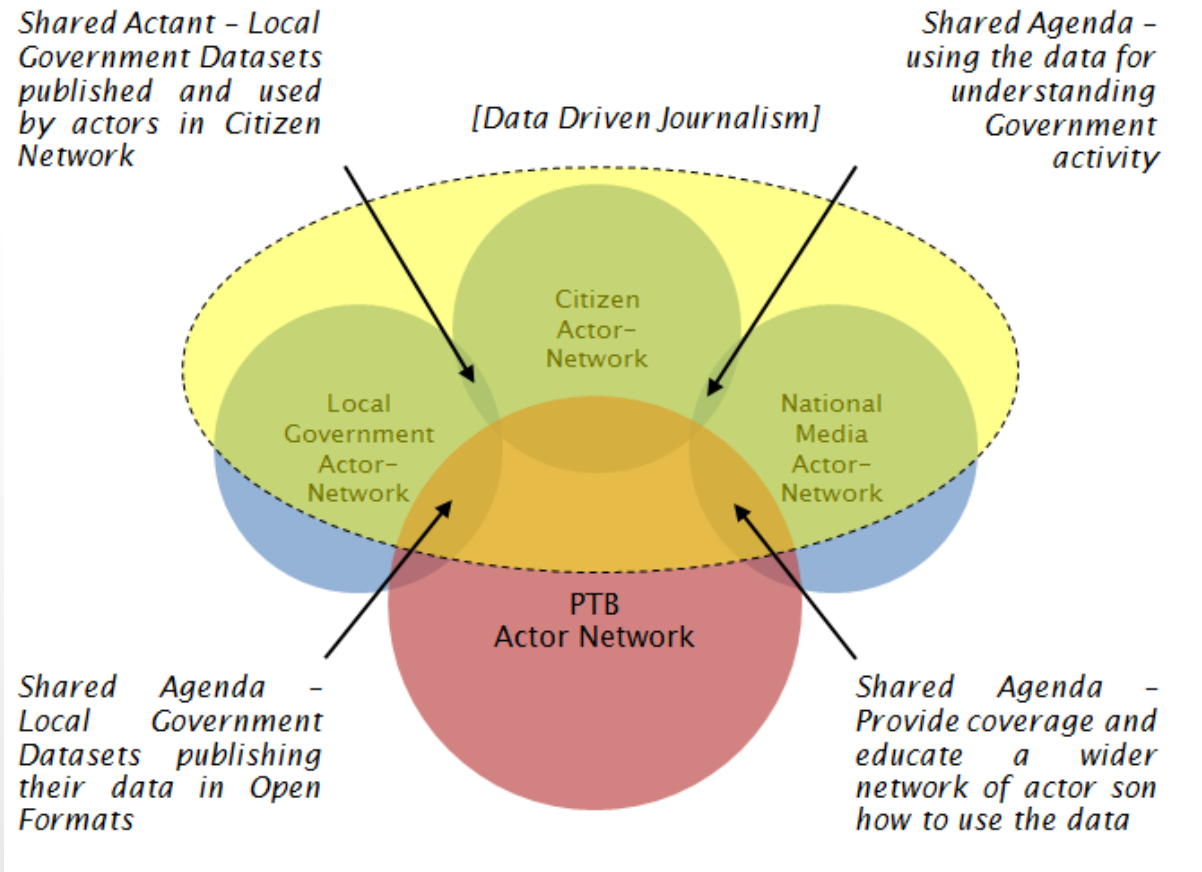 Shared Actant – Local
Government Datasets
published and used
by actors in Citizen
Network
[Data Driven Journalism]
Shared Agenda –
using the data for
understanding
Government
activity
Citizen
Actor–
Network
Local
Government
Actor–
Network
National
Media
Actor–
Network
PTB
Actor Network
Shared Agenda –
Local Government
Datasets publishing
their data in Open
Formats
Shared Agenda –
Provide coverage and
educate a wider
network of actor son
how to use the data